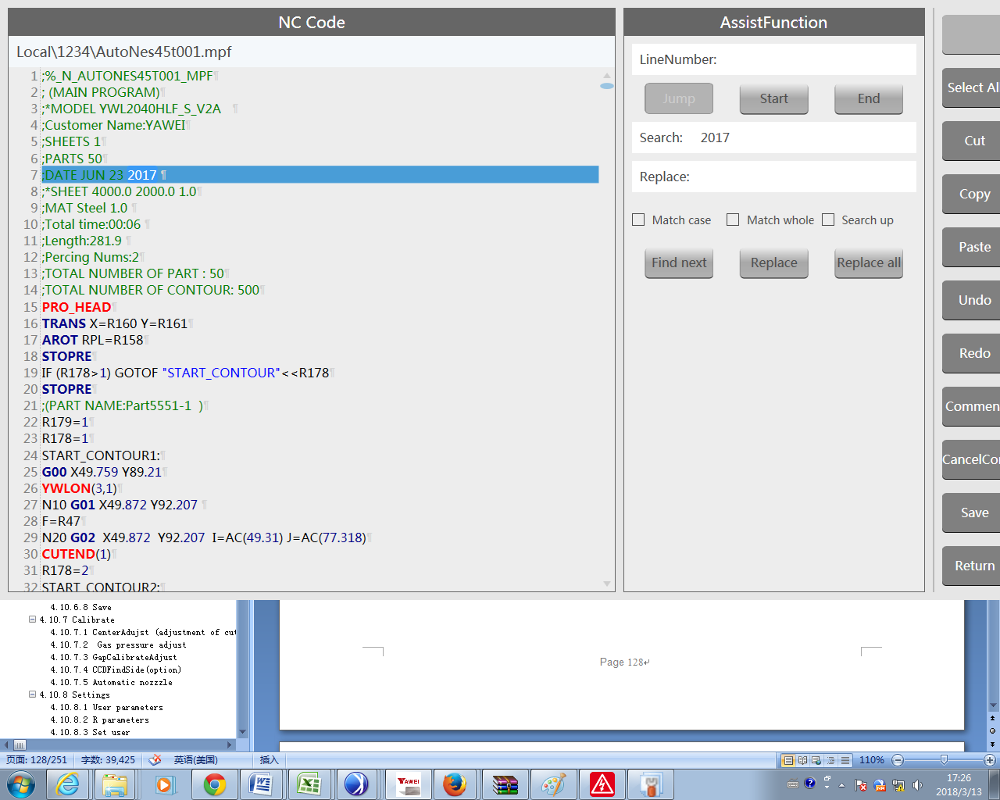 NC Code
Local\1234\AutoNes45t001.mpf
1 ;%_N_AUTONES45T001_MPF¶
2 ; (MAIN PROGRAM)¶
3 ;*MODEL YWL2040HLF_S_V2A ¶
4 ;Customer Name:YAWEI¶
5 ;SHEETS 1¶
6 ;PARTS 50¶
7 ;DATE JUN 23 2017 ¶
8 ;*SHEET 4000.0 2000.0 1.0¶
9 ;MAT Steel 1.0 ¶
10 ;Total time:00:06 ¶
11 ;Length:281.9 ¶
12 ;Percing Nums:2¶
13 ;TOTAL NUMBER OF PART : 50¶
14 ;TOTAL NUMBER OF CONTOUR: 500¶
15 PRO_HEAD¶
16 TRANS X=R160 Y=R161¶
17 AROT RPL=R158¶
18 STOPRE¶
19 IF (R178>1) GOTOF "START_CONTOUR"<<R178¶
20 STOPRE¶
21 ;(PART NAME:Part5551-1 )¶
22 R179=1¶
23 R178=1¶
24 START_CONTOUR1:¶
25 G00 X49.759 Y89.21¶
26 YWLON(3,1)¶
27 N10 G01 X49.872 Y92.207 ¶
28 F=R47¶
29 N20 G02 X49.872 Y92.207 I=AC(49.31) J=AC(77.318)¶
30 CUTEND(1)¶
31 R178=2¶
32 START_CONTOUR2:¶
AssistFunction
LineNumber:
Jump Start End
Search: 2017
Replace:
Match case Match whole Search up
Find next Replace Replace all
Select Al
Cut
Copy
Paste
Undo
Redo
Commen
CancelCo
Save
Return
4.10.6.8 Save
4.10.7 Calibrate
4.10.7.1 CenterAdujst (adjustment of cut
4.10.7.2 Gas pressure adjust
4.10.7.3 GapCalibrateAdjust
4.10.7.4 CCDFindSide(option)
4.10.7.5 Automatic nozzzle
4.10.8 Settings
4.10.8.1 User parameters
4.10.8.2 R parameters
4.10.8.3 Set user
Page 128↵
页面: 128/251 字数: 39,425 英语(美国) 插入 110%
YAWEI
17:26
2018/3/13